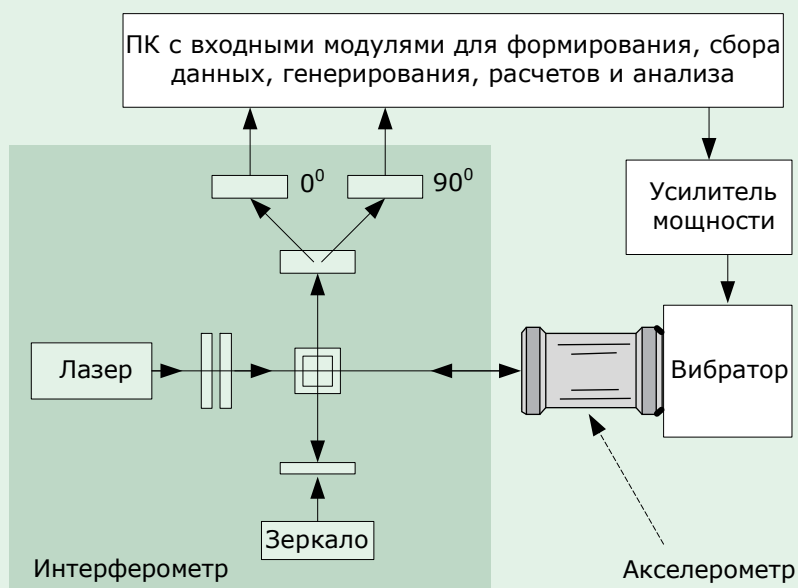 ПК с входными модулями для формирования, сбора
данных, генерирования, расчетов и анализа
0⁰
90⁰
Усилитель
мощности
Лазер
Вибратор
Зеркало
Интерферометр
Акселерометр